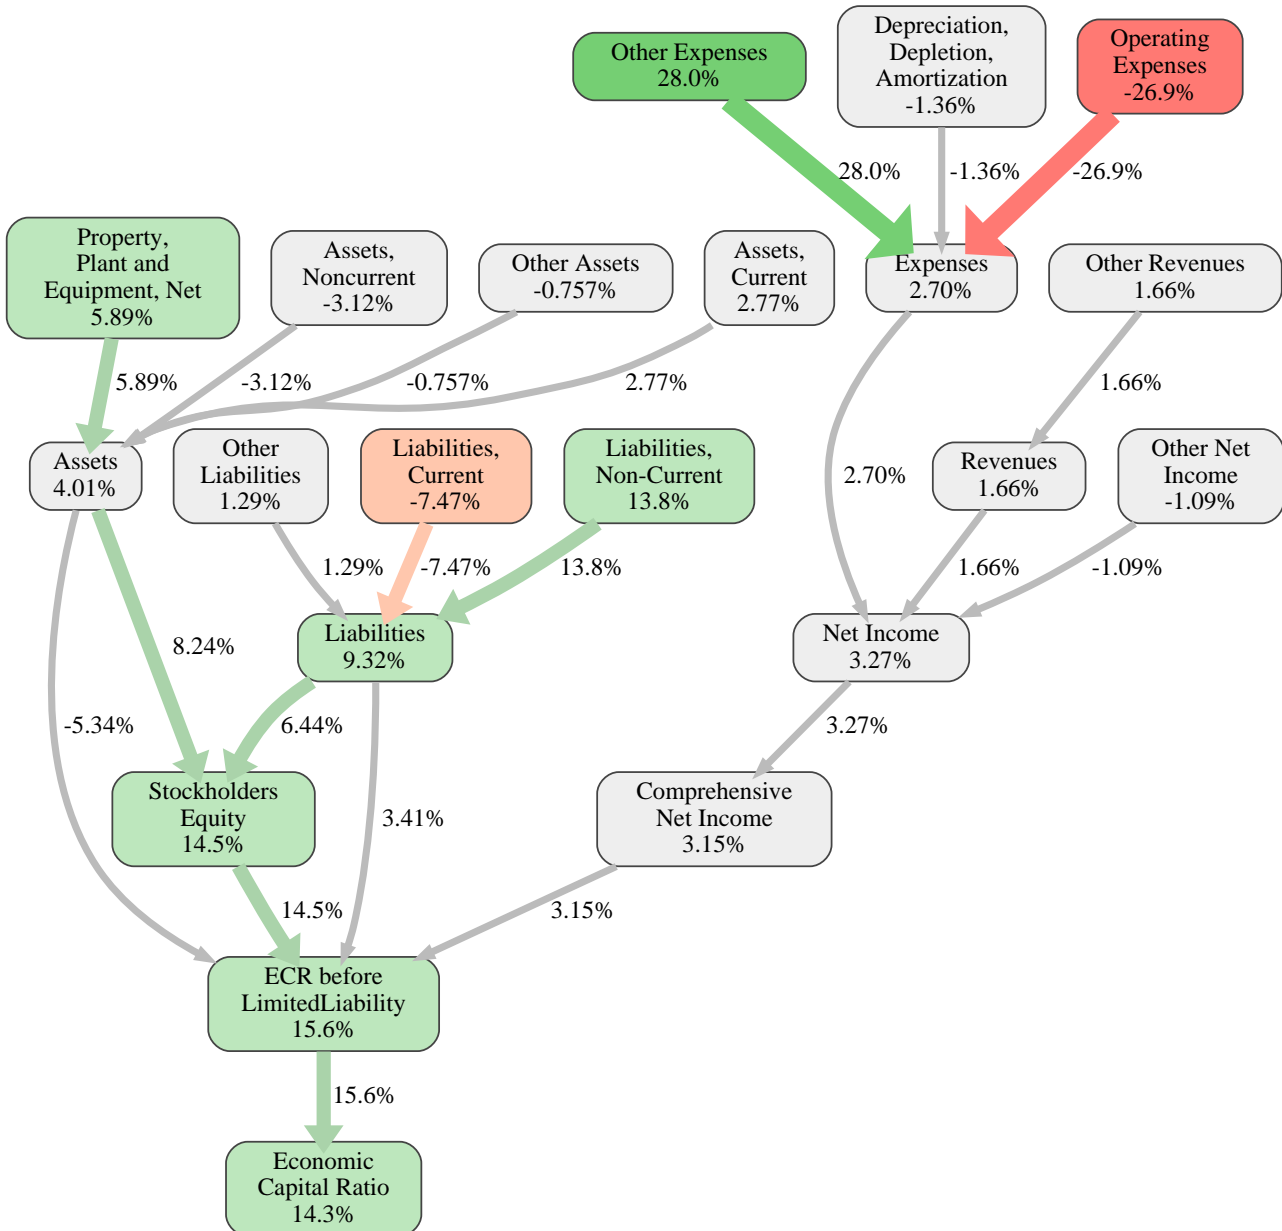 Other Expenses
28.0%
Depreciation,
Depletion,
Amortization
-1.36%
Operating
Expenses
-26.9%
28.0%
-1.36%
-26.9%
Property,
Plant and
Equipment, Net
5.89%
Assets,
Noncurrent
-3.12%
Other Assets
-0.757%
Assets,
Current
2.77%
Expenses
2.70%
Other Revenues
1.66%
5.89%
-3.12%
-0.757%
2.77%
1.66%
Assets
4.01%
Other
Liabilities
1.29%
Liabilities,
Current
-7.47%
Liabilities,
Non-Current
13.8%
2.70%
Revenues
1.66%
Other Net
Income
-1.09%
1.29%
-7.47%
13.8%
1.66%
-1.09%
8.24%
Liabilities
9.32%
Net Income
3.27%
-5.34%
6.44%
3.27%
Stockholders
Equity
14.5%
3.41%
Comprehensive
Net Income
3.15%
14.5%
3.15%
ECR before
LimitedLiability
15.6%
15.6%
Economic
Capital Ratio
14.3%